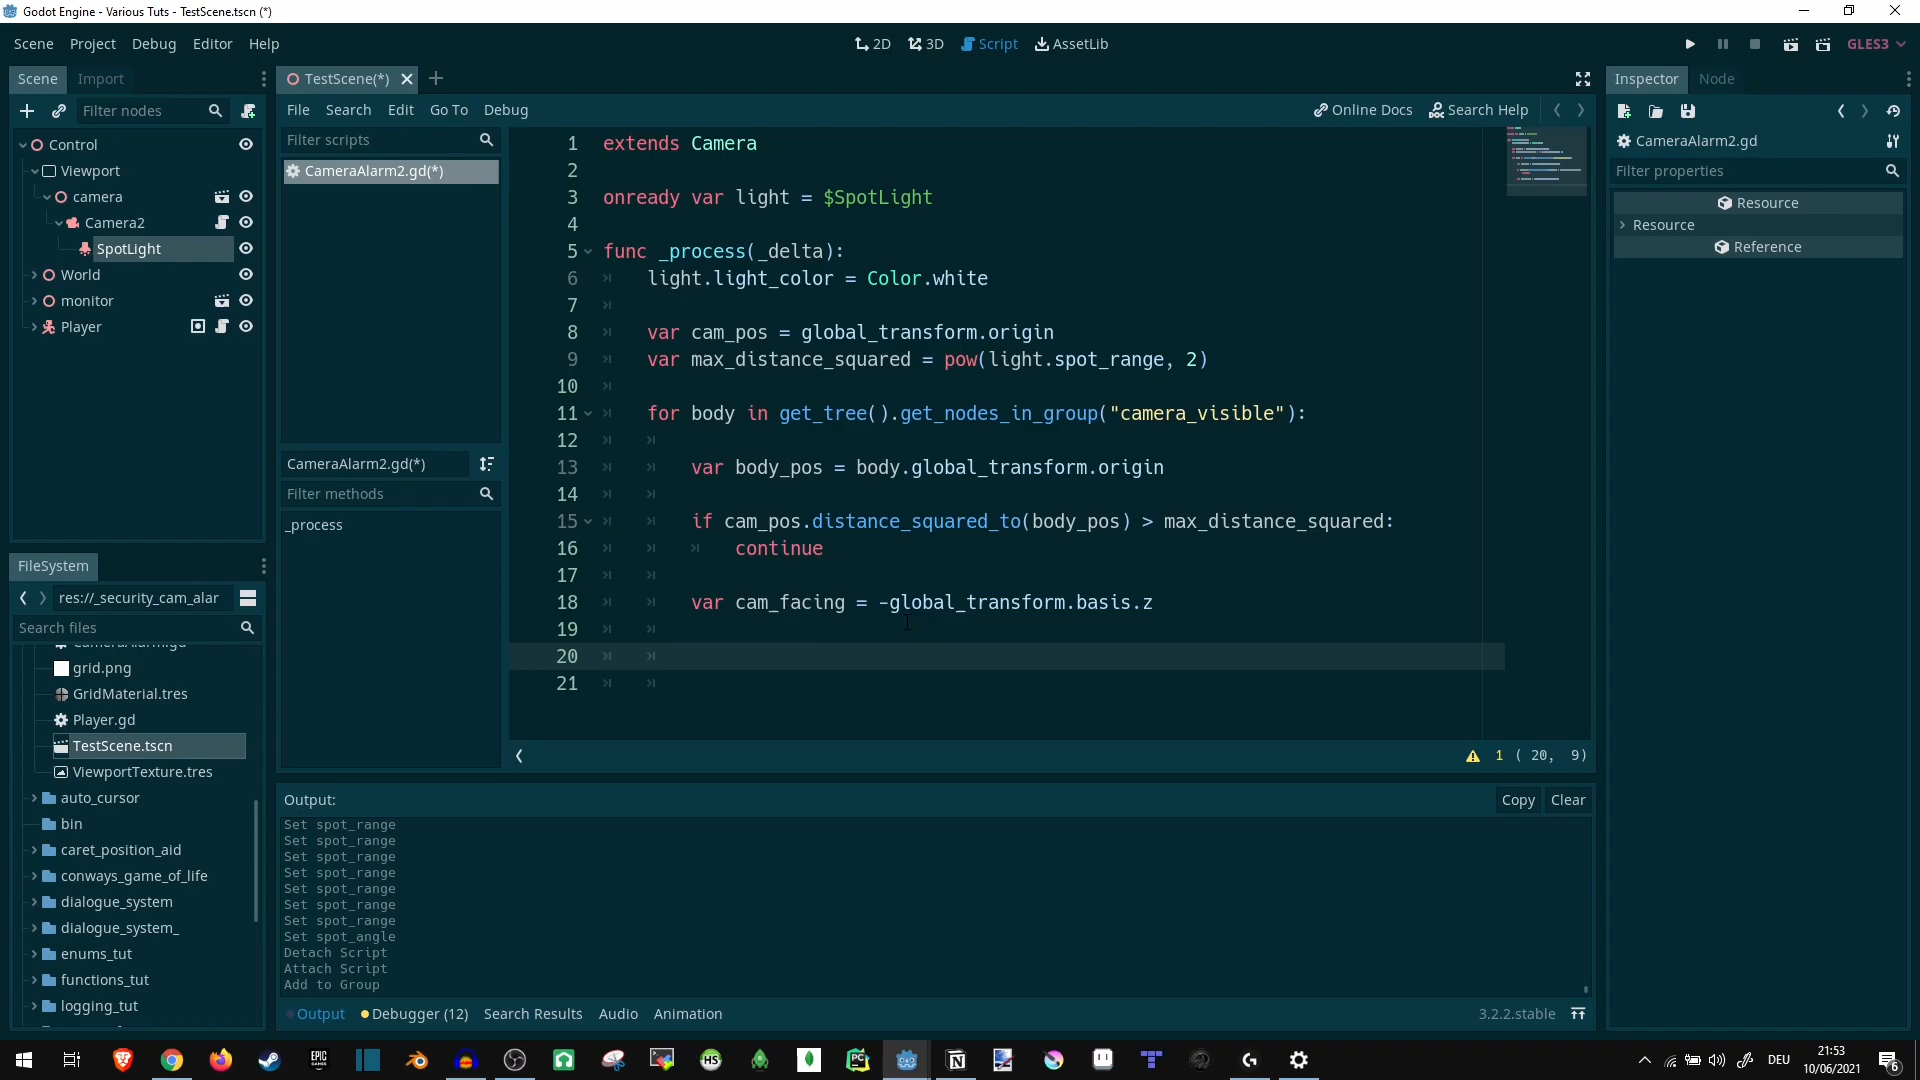 Godot Engine - Various Tuts - TestScene.tscn (*)
Scene Project Debug Editor Help
2D 3D Script AssetLib
GLES3
Scene Import
Filter nodes
Control
Viewport
camera
Camera2
SpotLight
World
monitor
Player
FileSystem
res://_security_cam_alar
Search files
grid.png
GridMaterial.tres
Player.gd
TestScene.tscn
ViewportTexture.tres
auto_cursor
bin
caret_position_aid
conways_game_of_life
dialogue_system
dialogue_system_
enums_tut
functions_tut
logging_tut
TestScene(*)
File Search Edit Go To Debug
Online Docs Search Help
Filter scripts
CameraAlarm2.gd(*)
CameraAlarm2.gd(*)
Filter methods
_process
1 extends Camera
2
3 onready var light = $SpotLight
4
5 func _process(_delta):
6 light.light_color = Color.white
7
8 var cam_pos = global_transform.origin
9 var max_distance_squared = pow(light.spot_range, 2)
10
11 for body in get_tree().get_nodes_in_group("camera_visible"):
12
13 var body_pos = body.global_transform.origin
14
15 if cam_pos.distance_squared_to(body_pos) > max_distance_squared:
16 continue
17
18 var cam_facing = -global_transform.basis.z
19
20
21
1 ( 20, 9)
Output:
Copy Clear
Set spot_range
Set spot_range
Set spot_range
Set spot_range
Set spot_range
Set spot_range
Set spot_range
Set spot_angle
Detach Script
Attach Script
Add to Group
Output Debugger (12) Search Results Audio Animation
3.2.2.stable
Inspector Node
CameraAlarm2.gd
Filter properties
Resource
Resource
Reference
DEU
21:53
10/06/2021
6